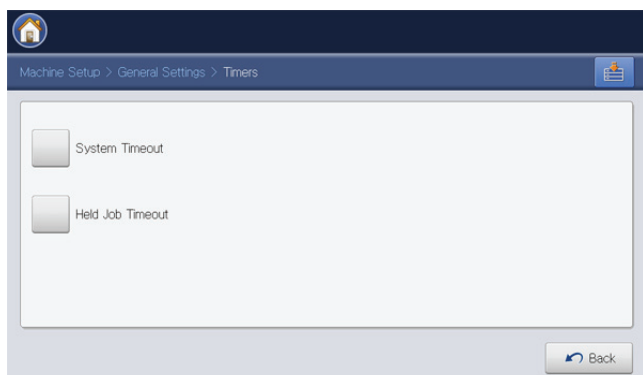 Machine Setup > General Settings > Timers
System Timeout
Held Job Timeout
Back